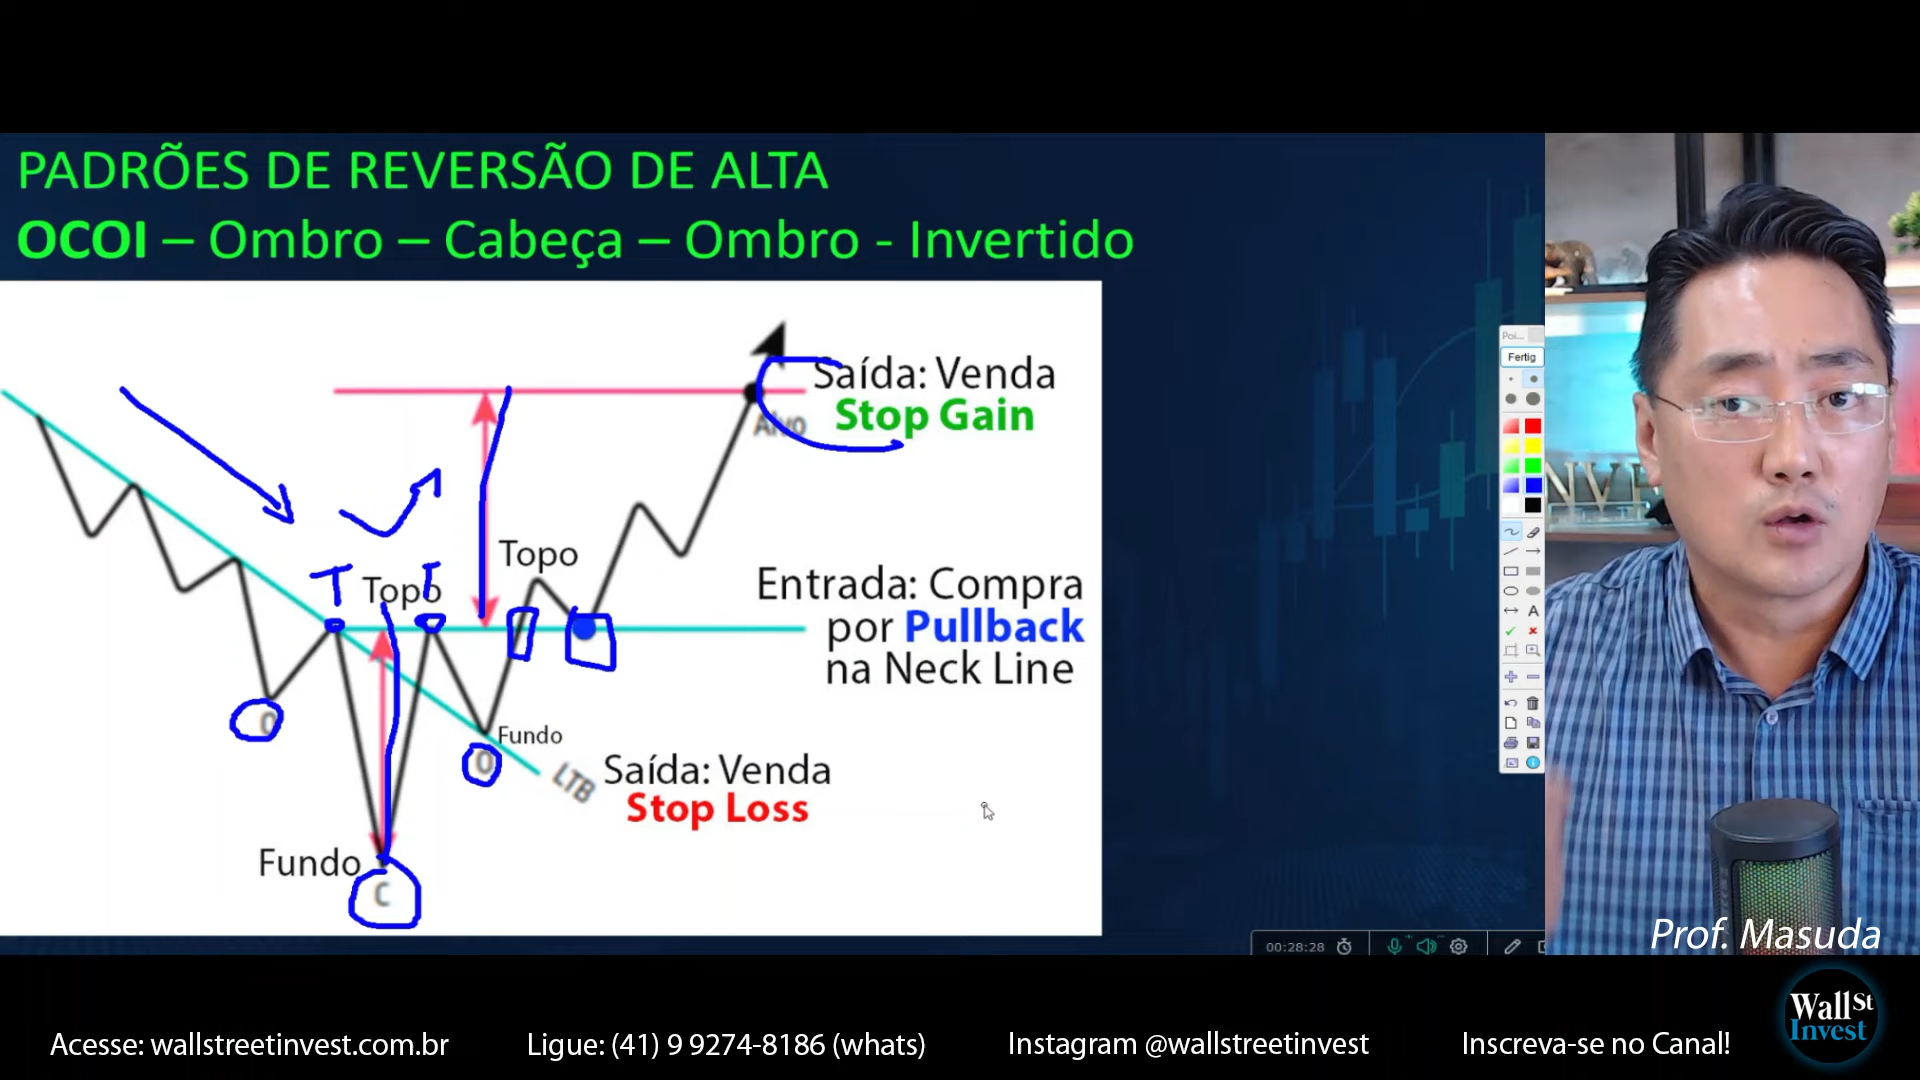 PADRÕES DE REVERSÃO DE ALTA
OCOI – Ombro – Cabeça – Ombro - Invertido
Saída: Venda
Stop Gain
Alvo
Poi...
Fertig
T
Topo
T
Topo
Entrada: Compra
por Pullback
na Neck Line
O
Fundo
O
LTB
Saída: Venda
Stop Loss
Fundo
C
A
INVE
00:28:28
Prof. Masuda
Wall St
Invest
Acesse: wallstreetinvest.com.br
Ligue: (41) 9 9274-8186 (whats)
Instagram @wallstreetinvest
Inscreva-se no Canal!